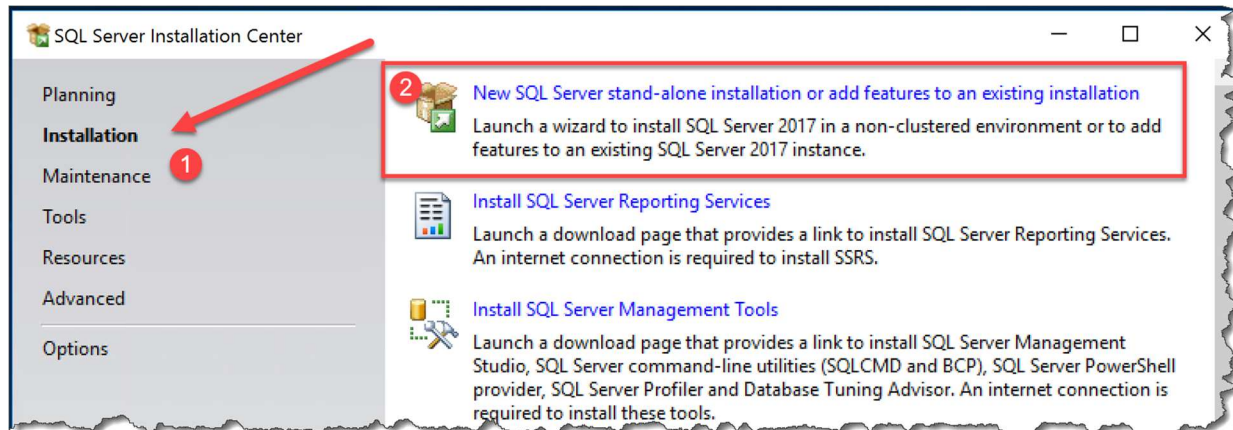 SQL Server Installation Center
Planning
Installation
1
Maintenance
Tools
Resources
Advanced
Options
2
New SQL Server stand-alone installation or add features to an existing installation
Launch a wizard to install SQL Server 2017 in a non-clustered environment or to add
features to an existing SQL Server 2017 instance.
Install SQL Server Reporting Services
Launch a download page that provides a link to install SQL Server Reporting Services.
An internet connection is required to install SSRS.
Install SQL Server Management Tools
Launch a download page that provides a link to install SQL Server Management
Studio, SQL Server command-line utilities (SQLCMD and BCP), SQL Server PowerShell
provider, SQL Server Profiler and Database Tuning Advisor. An internet connection is
required to install these tools.